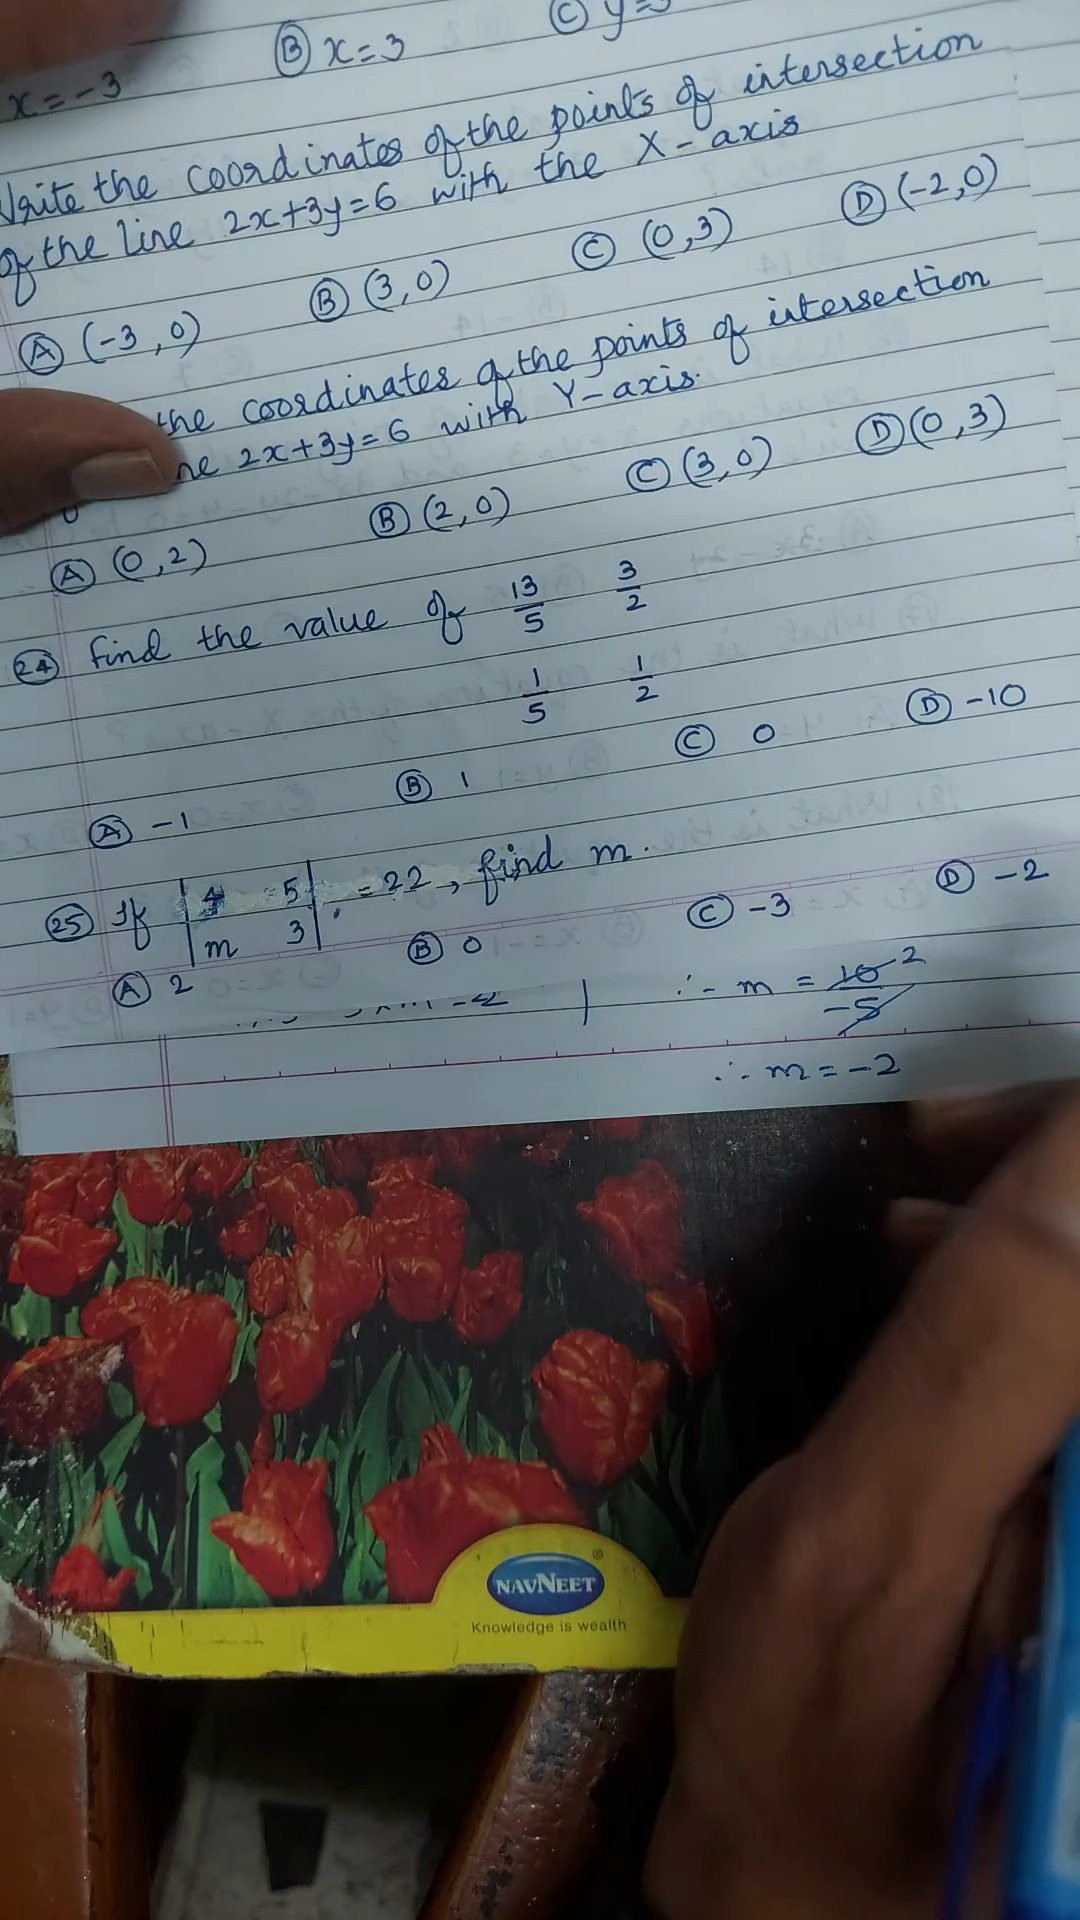 x = -3 Ⓑ x = 3 Ⓒ y =
Write the coordinates of the points of intersection
of the line 2x+3y=6 with the X-axis
Ⓐ (-3, 0) Ⓑ (3, 0) Ⓒ (0, 3) Ⓓ (-2, 0)
the coordinates of the points of intersection
ne 2x+3y=6 with Y-axis.
Ⓐ (0, 2) Ⓑ (2, 0) Ⓒ (3, 0) Ⓓ (0, 3)
㉔ Find the value of 13/5 3/2
1/5 1/2
Ⓐ -1 Ⓑ 1 Ⓒ 0 Ⓓ -10
㉕ If | 4 5 | = 22, find m.
| m 3 |
Ⓐ 2 Ⓑ 0 Ⓒ -3 Ⓓ -2
∴ m = 10/-5 2
∴ m = -2
NAVNEET
Knowledge is wealth